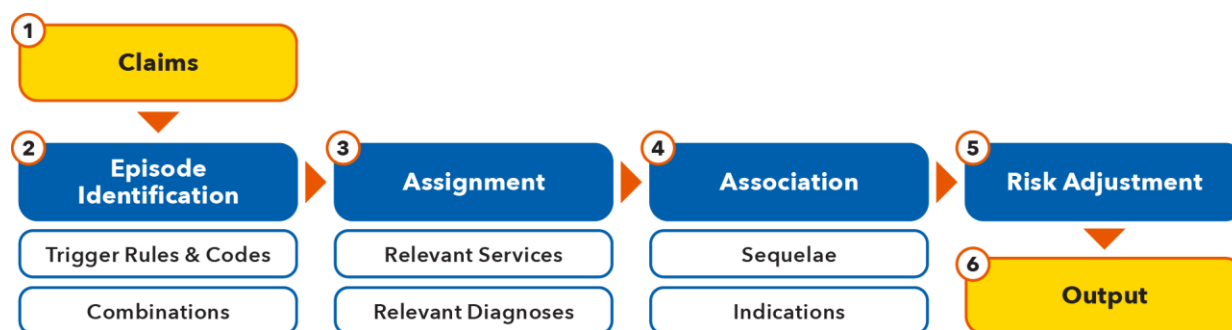 1
Claims
2
Episode
Identification
Trigger Rules & Codes
Combinations
3
Assignment
Relevant Services
Relevant Diagnoses
4
Association
Sequelae
Indications
5
Risk Adjustment
6
Output